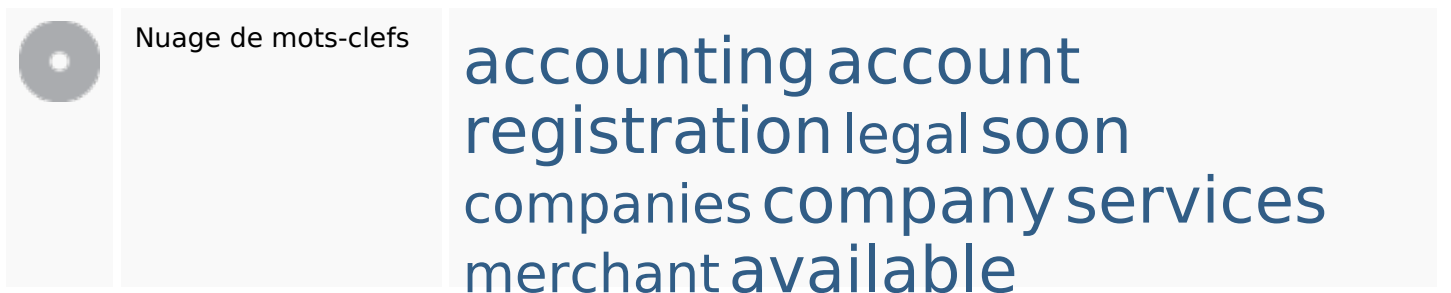 Nuage de mots-clefs
accounting account
registration legal soon
companies company services
merchant available